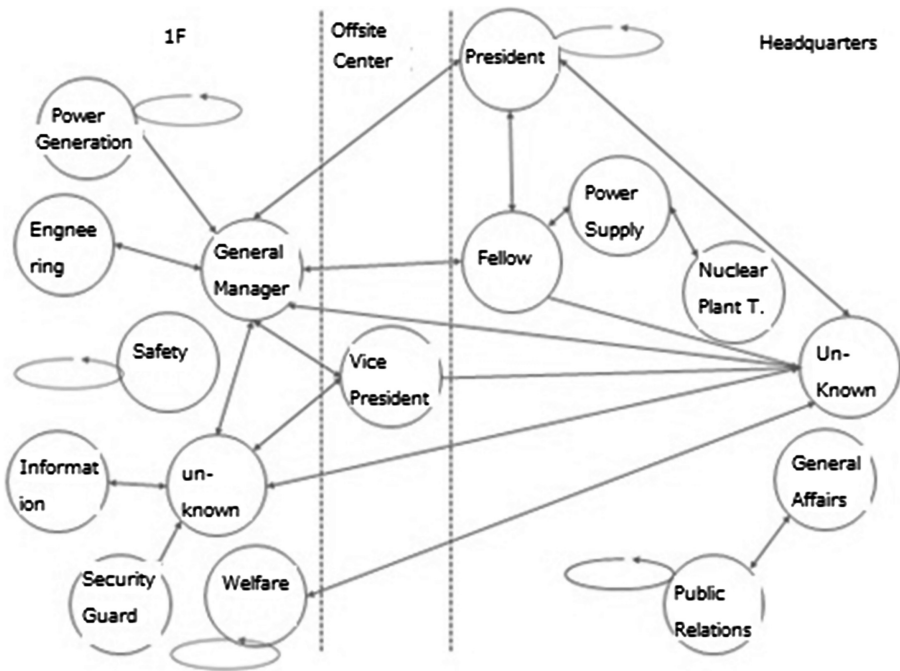 1F
Offsite
Center
Headquarters
President
Power
Generation
Power
Supply
Engnee
ring
General
Manager
Fellow
Nuclear
Plant T.
Safety
Vice
President
Un-
Known
Informat
ion
un-
known
General
Affairs
Security
Guard
Welfare
Public
Relations